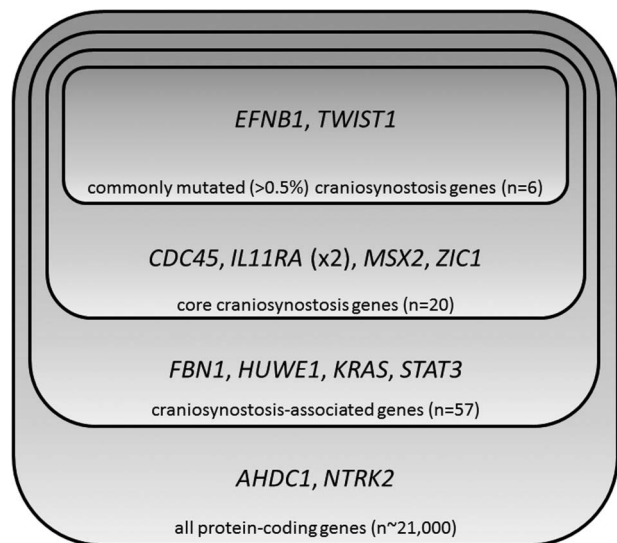 EFNB1, TWIST1
commonly mutated (>0.5%) craniosynostosis genes (n=6)
CDC45, IL11RA (x2), MSX2, ZIC1
core craniosynostosis genes (n=20)
FBN1, HUWE1, KRAS, STAT3
craniosynostosis-associated genes (n=57)
AHDC1, NTRK2
all protein-coding genes (n~21,000)